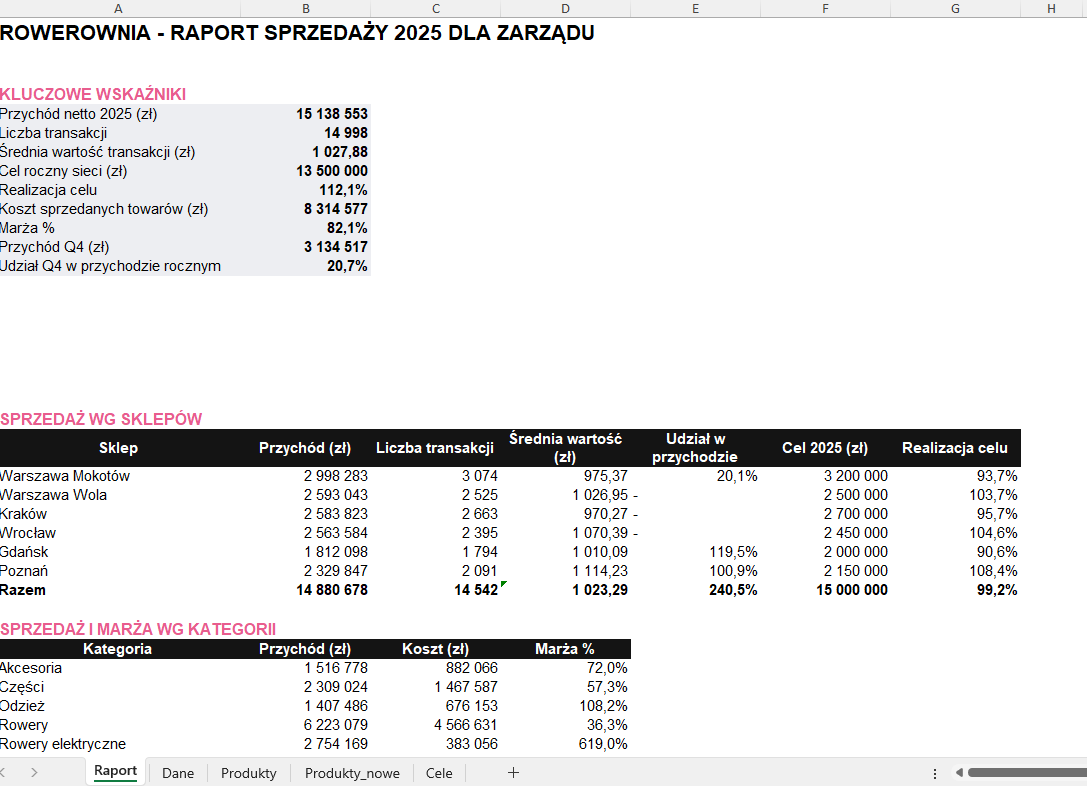 A B C D E F G H
ROWEROWNIA - RAPORT SPRZEDAŻY 2025 DLA ZARZĄDU
KLUCZOWE WSKAŹNIKI
Przychód netto 2025 (zł) 15 138 553
Liczba transakcji 14 998
Średnia wartość transakcji (zł) 1 027,88
Cel roczny sieci (zł) 13 500 000
Realizacja celu 112,1%
Koszt sprzedanych towarów (zł) 8 314 577
Marża % 82,1%
Przychód Q4 (zł) 3 134 517
Udział Q4 w przychodzie rocznym 20,7%
SPRZEDAŻ WG SKLEPÓW
Sklep Przychód (zł) Liczba transakcji Średnia wartość (zł) Udział w przychodzie Cel 2025 (zł) Realizacja celu
Warszawa Mokotów 2 998 283 3 074 975,37 20,1% 3 200 000 93,7%
Warszawa Wola 2 593 043 2 525 1 026,95 - 2 500 000 103,7%
Kraków 2 583 823 2 663 970,27 - 2 700 000 95,7%
Wrocław 2 563 584 2 395 1 070,39 - 2 450 000 104,6%
Gdańsk 1 812 098 1 794 1 010,09 119,5% 2 000 000 90,6%
Poznań 2 329 847 2 091 1 114,23 100,9% 2 150 000 108,4%
Razem 14 880 678 14 542 1 023,29 240,5% 15 000 000 99,2%
SPRZEDAŻ I MARŻA WG KATEGORII
Kategoria Przychód (zł) Koszt (zł) Marża %
Akcesoria 1 516 778 882 066 72,0%
Części 2 309 024 1 467 587 57,3%
Odzież 1 407 486 676 153 108,2%
Rowery 6 223 079 4 566 631 36,3%
Rowery elektryczne 2 754 169 383 056 619,0%
Raport Dane Produkty Produkty_nowe Cele